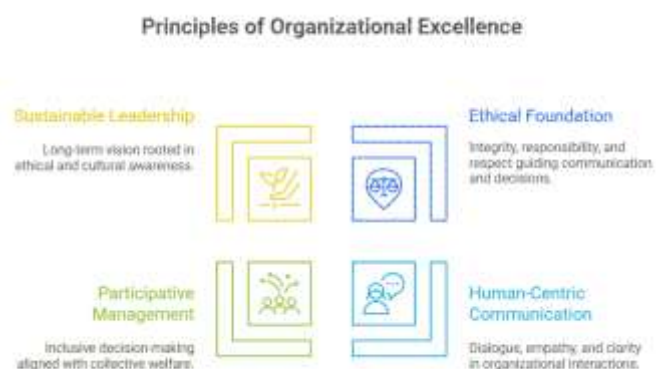 Principles of Organizational Excellence
Sustainable Leadership
Long-term vision rooted in
ethical and cultural awareness.
Ethical Foundation
Integrity, responsibility, and
respect guiding communication
and decisions.
Participative
Management
Inclusive decision-making
aligned with collective welfare.
Human-Centric
Communication
Dialogue, empathy, and clarity
in organizational interactions.